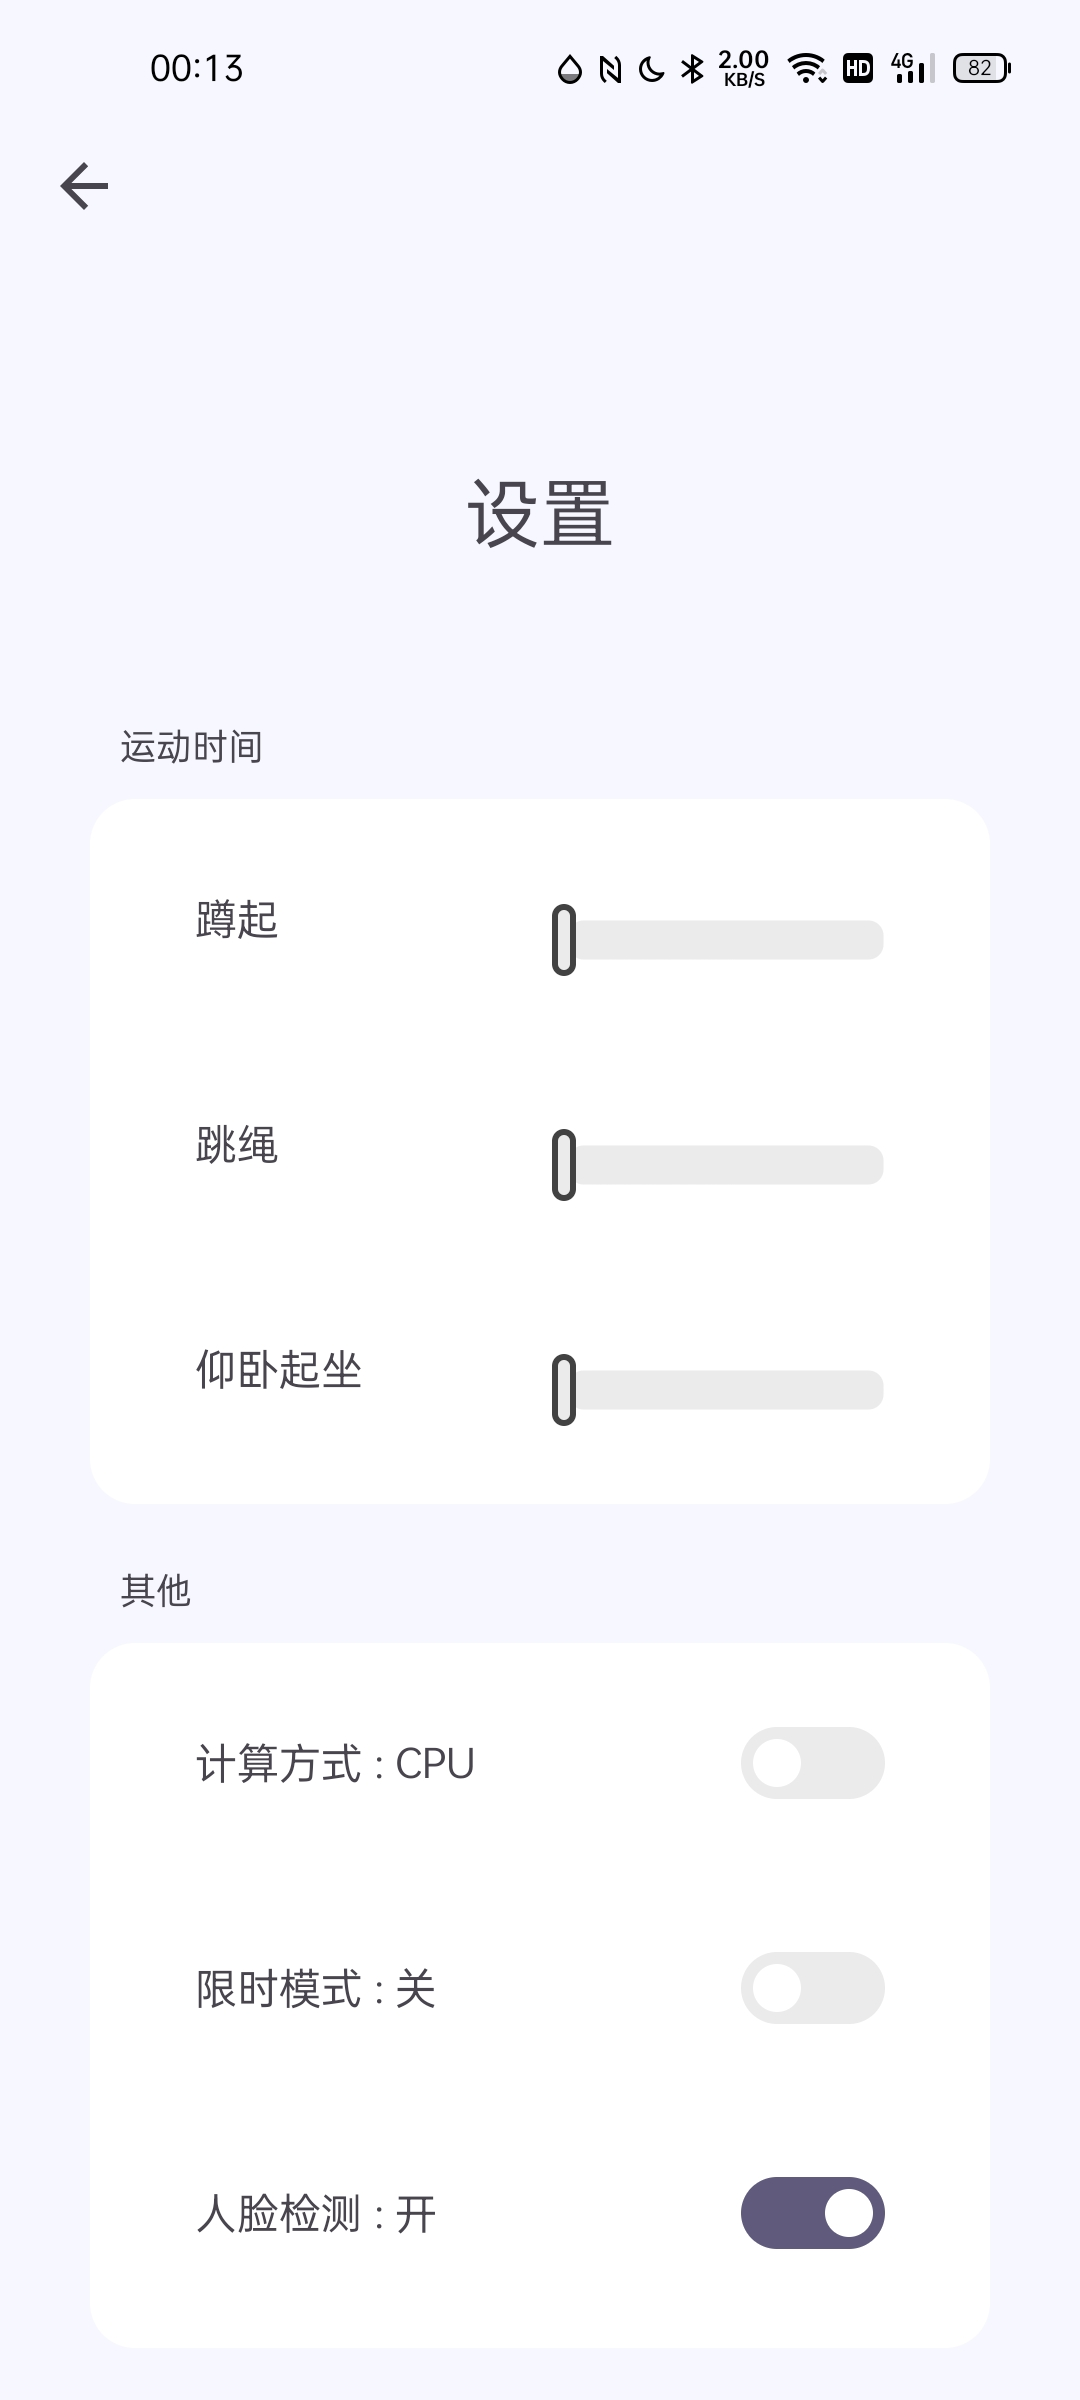 00:13
2.00
KB/S
HD
4G
82
设置
运动时间
蹲起
跳绳
仰卧起坐
其他
计算方式 : CPU
限时模式 : 关
人脸检测 : 开